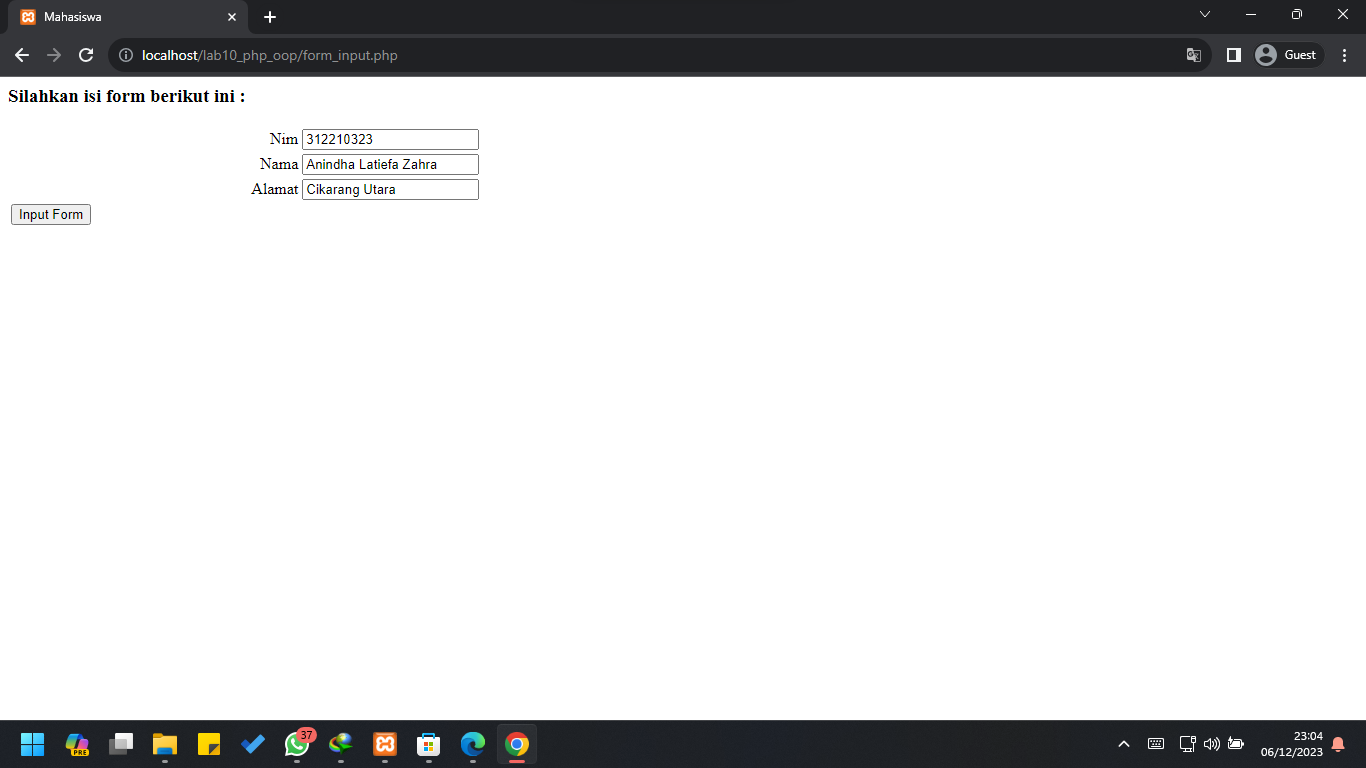 Mahasiswa
localhost/lab10_php_oop/form_input.php
Guest
Silahkan isi form berikut ini :
Nim 312210323
Nama Anindha Latiefa Zahra
Alamat Cikarang Utara
Input Form
PRE
37
23:04
06/12/2023